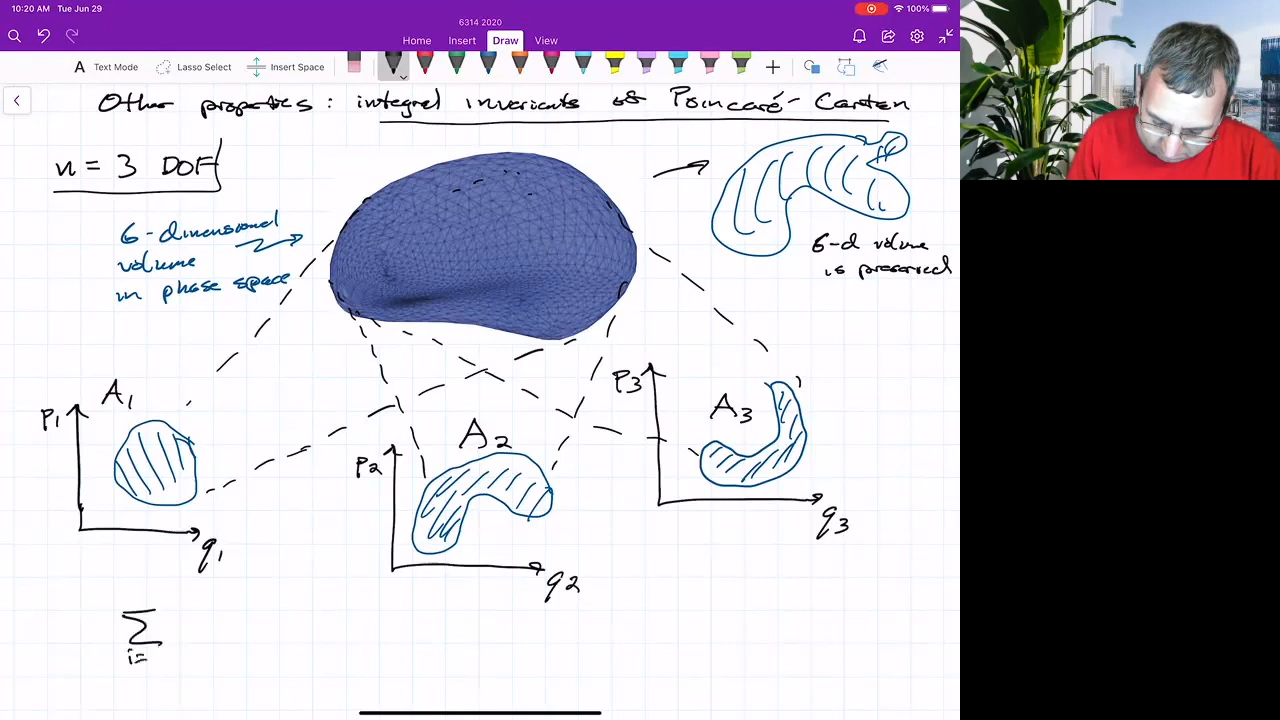 10:20 AM Tue Jun 29
100%
6314 2020
Home Insert Draw View
Text Mode Lasso Select Insert Space
Other properties: integral invariants of Poincaré-Cartan
n = 3 DOF
6-dimensional
volume
in phase space
6-d volume
is preserved
A1
p1
q1
A2
p2
q2
A3
p3
q3
Σ
i=